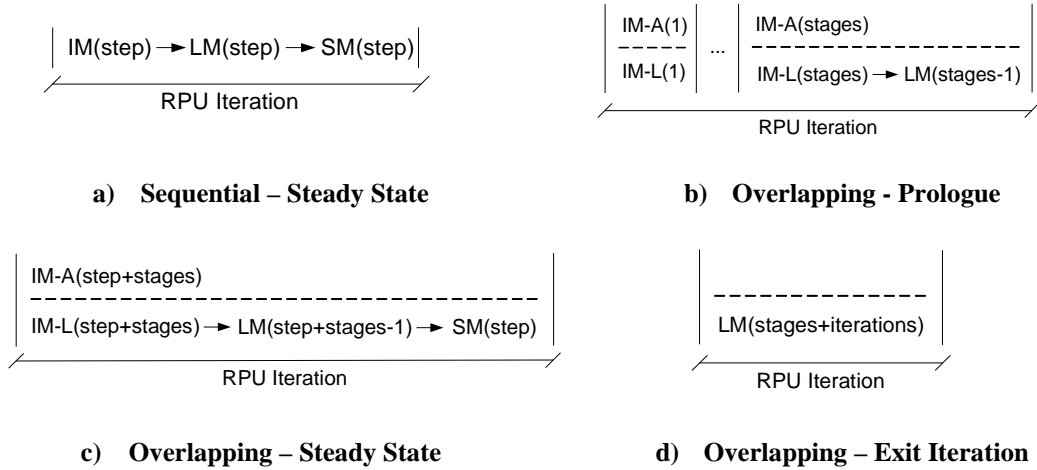 IM(step) → LM(step) → SM(step)
RPU Iteration
a) Sequential – Steady State
IM-A(1) ... IM-A(stages)
IM-L(1) IM-L(stages) → LM(stages-1)
RPU Iteration
b) Overlapping - Prologue
IM-A(step+stages)
IM-L(step+stages) → LM(step+stages-1) → SM(step)
RPU Iteration
c) Overlapping – Steady State
LM(stages+iterations)
RPU Iteration
d) Overlapping – Exit Iteration